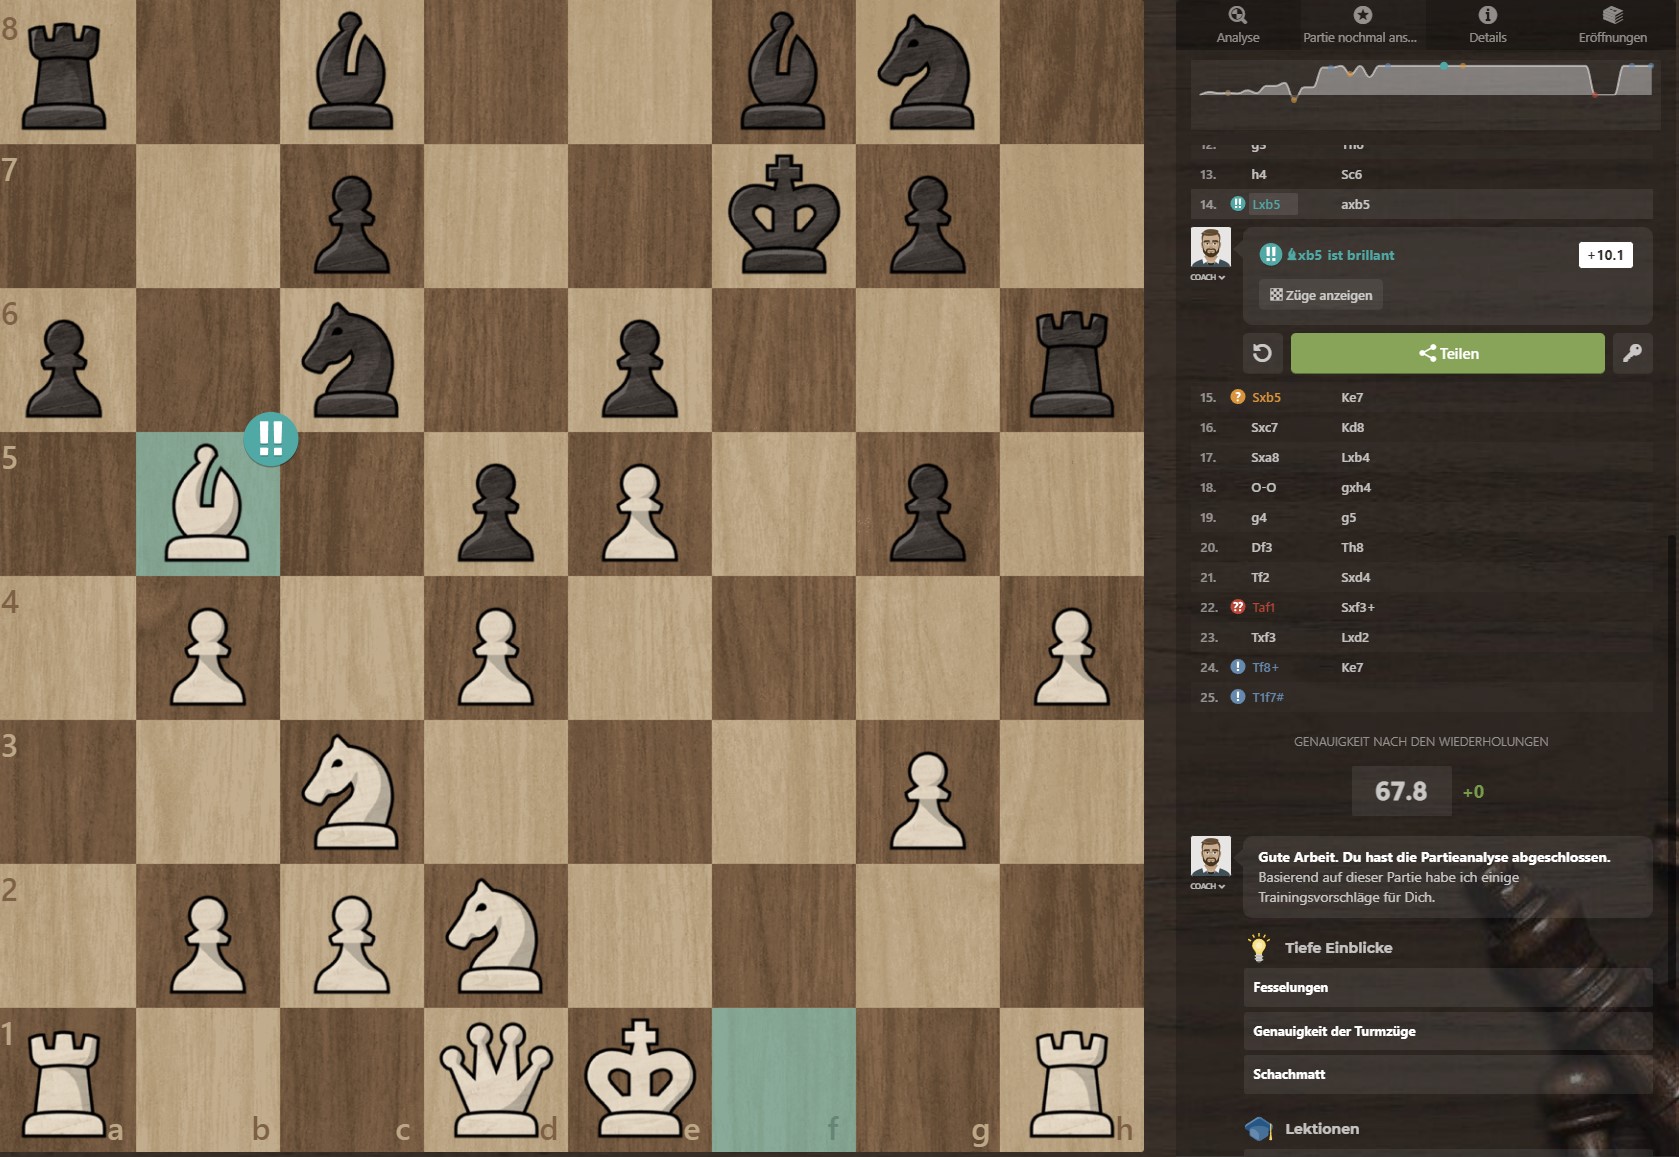 8
7
6
5
4
3
2
1
a b c d e f g h
!!
Analyse Partie nochmal ans... Details Eröffnungen
13. h4 Sc6
14. !! Lxb5 axb5
!! xb5 ist brillant +10.1
COACH
Züge anzeigen
Teilen
15. ? Sxb5 Ke7
16. Sxc7 Kd8
17. Sxa8 Lxb4
18. O-O gxh4
19. g4 g5
20. Df3 Th8
21. Tf2 Sxd4
22. ?? Taf1 Sxf3+
23. Txf3 Lxd2
24. ! Tf8+ Ke7
25. ! T1f7#
GENAUIGKEIT NACH DEN WIEDERHOLUNGEN
67.8 +0
Gute Arbeit. Du hast die Partieanalyse abgeschlossen.
Basierend auf dieser Partie habe ich einige
Trainingsvorschläge für Dich.
COACH
Tiefe Einblicke
Fesselungen
Genauigkeit der Turmzüge
Schachmatt
Lektionen